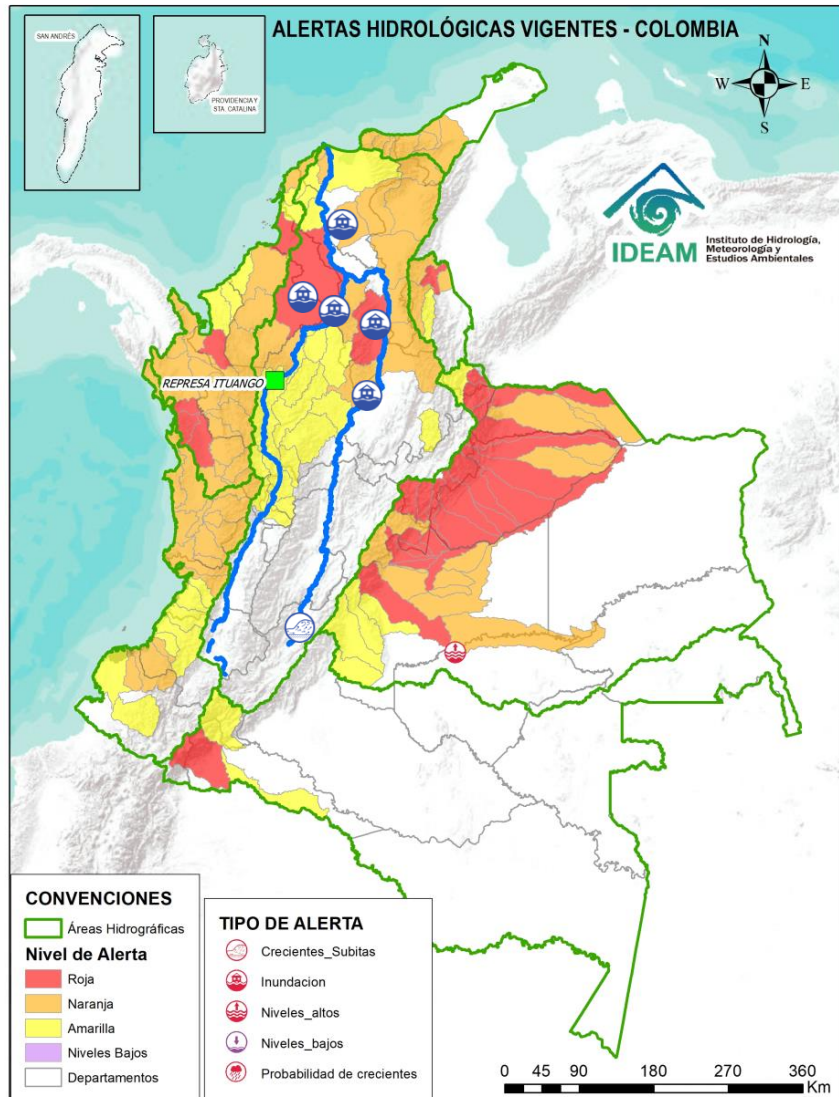 ALERTAS HIDROLÓGICAS VIGENTES - COLOMBIA
SAN ANDRÉS
PROVIDENCIA Y
STA. CATALINA
N
W
E
S
IDEAM
Instituto de Hidrología,
Meteorología y
Estudios Ambientales
REPRESA ITUANGO
CONVENCIONES
Áreas Hidrográficas
Nivel de Alerta
Roja
Naranja
Amarilla
Niveles Bajos
Departamentos
TIPO DE ALERTA
Crecientes_Subitas
Inundacion
Niveles_altos
Niveles_bajos
Probabilidad de crecientes
0 45 90 180 270 360
Km